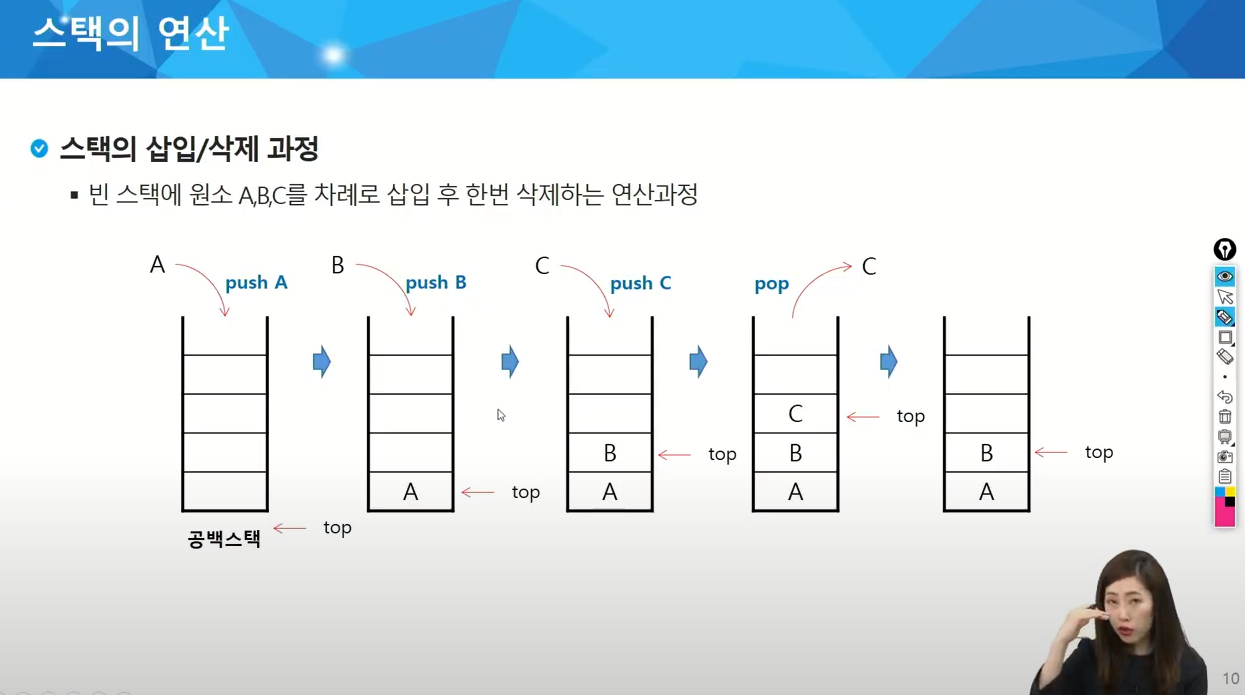 스택의 연산
스택의 삽입/삭제 과정
빈 스택에 원소 A,B,C를 차례로 삽입 후 한번 삭제하는 연산과정
A push A
B push B
C push C
pop C
C top
B top B B top
A top A A A
공백스택 top
10